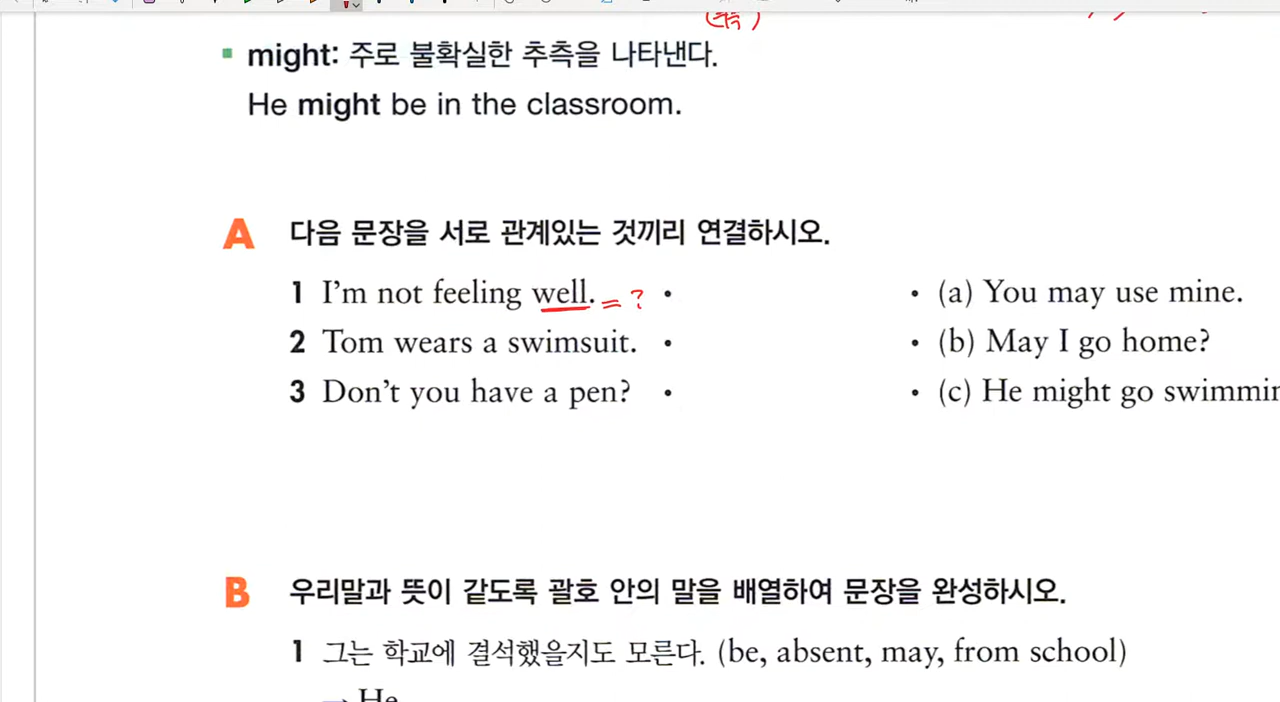 might: 주로 불확실한 추측을 나타낸다.
He might be in the classroom.
A 다음 문장을 서로 관계있는 것끼리 연결하시오.
1 I'm not feeling well. = ? • • (a) You may use mine.
2 Tom wears a swimsuit. • • (b) May I go home?
3 Don't you have a pen? • • (c) He might go
B 우리말과 뜻이 같도록 괄호 안의 말을 배열하여 문장을 완성하시오.
1 그는 학교에 결석했을지도 모른다. (be, absent, may, from school)
→ He